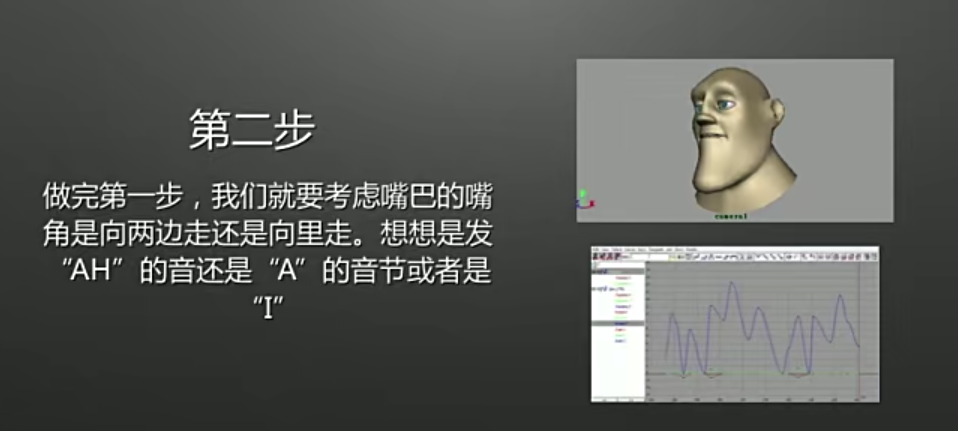 第二步
做完第一步，我们就要考虑嘴巴的嘴
角是向两边走还是向里走。想想是发
“AH”的音还是“A”的音节或者是
“I”
camera1